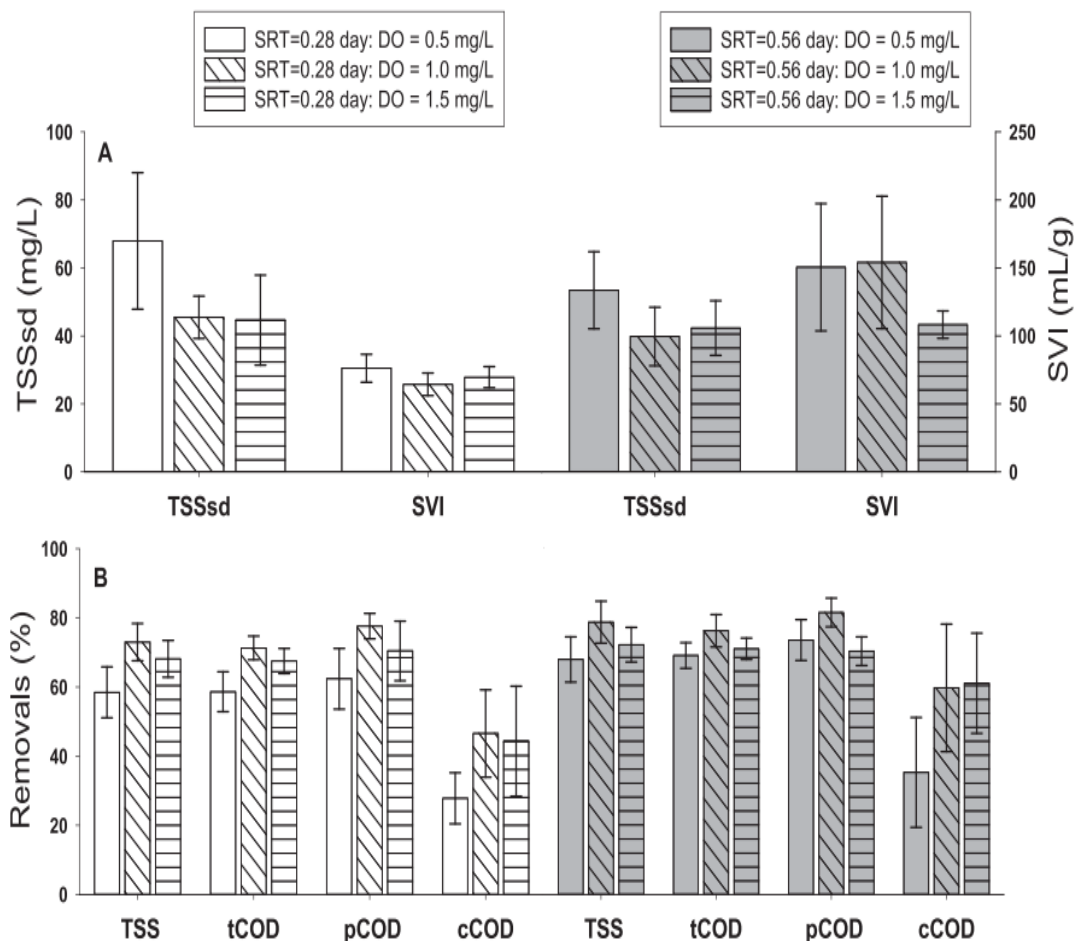 SRT=0.28 day: DO = 0.5 mg/L
SRT=0.28 day: DO = 1.0 mg/L
SRT=0.28 day: DO = 1.5 mg/L
SRT=0.56 day: DO = 0.5 mg/L
SRT=0.56 day: DO = 1.0 mg/L
SRT=0.56 day: DO = 1.5 mg/L
A
TSSsd (mg/L)
100
80
60
40
20
0
SVI (mL/g)
250
200
150
100
50
0
TSSsd SVI TSSsd SVI
B
Removals (%)
100
80
60
40
20
0
TSS tCOD pCOD cCOD TSS tCOD pCOD cCOD